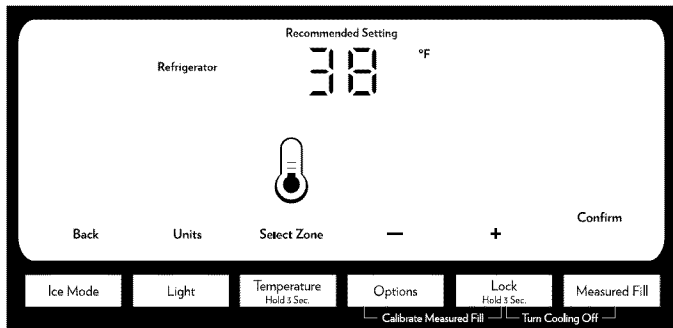 Recommended Setting
Refrigerator 38 °F
Confirm
Back Units Select Zone — +
Ice Mode Light Temperature Options Lock Measured Fill
Hold 3 Sec. Hold 3 Sec.
Calibrate Measured Fill Turn Cooling Off